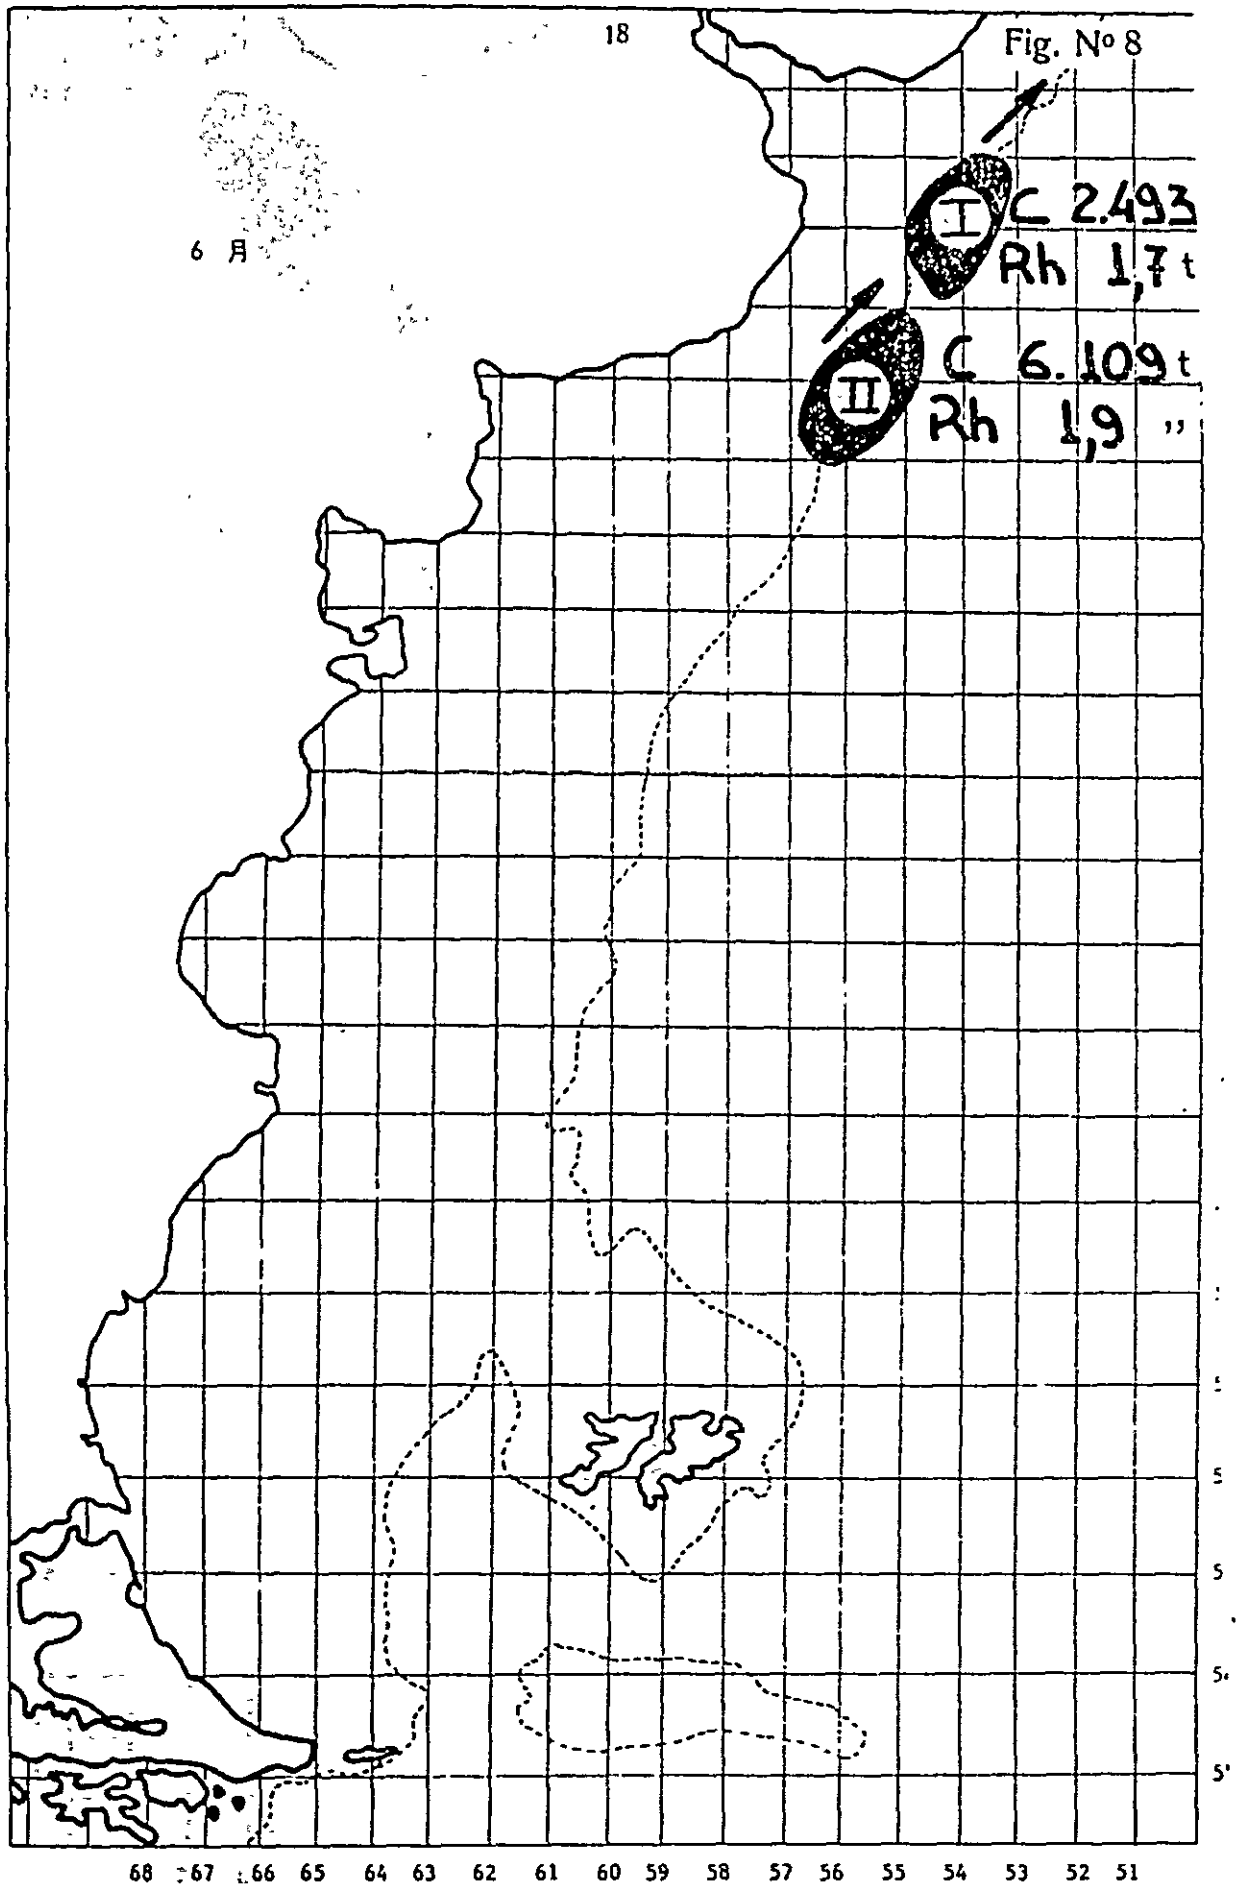 18
Fig. Nº 8
6 月
I
C 2.493
Rh 1,7 t
II
C 6.109 t
Rh 1,9 ”
68 67 66 65 64 63 62 61 60 59 58 57 56 55 54 53 52 51